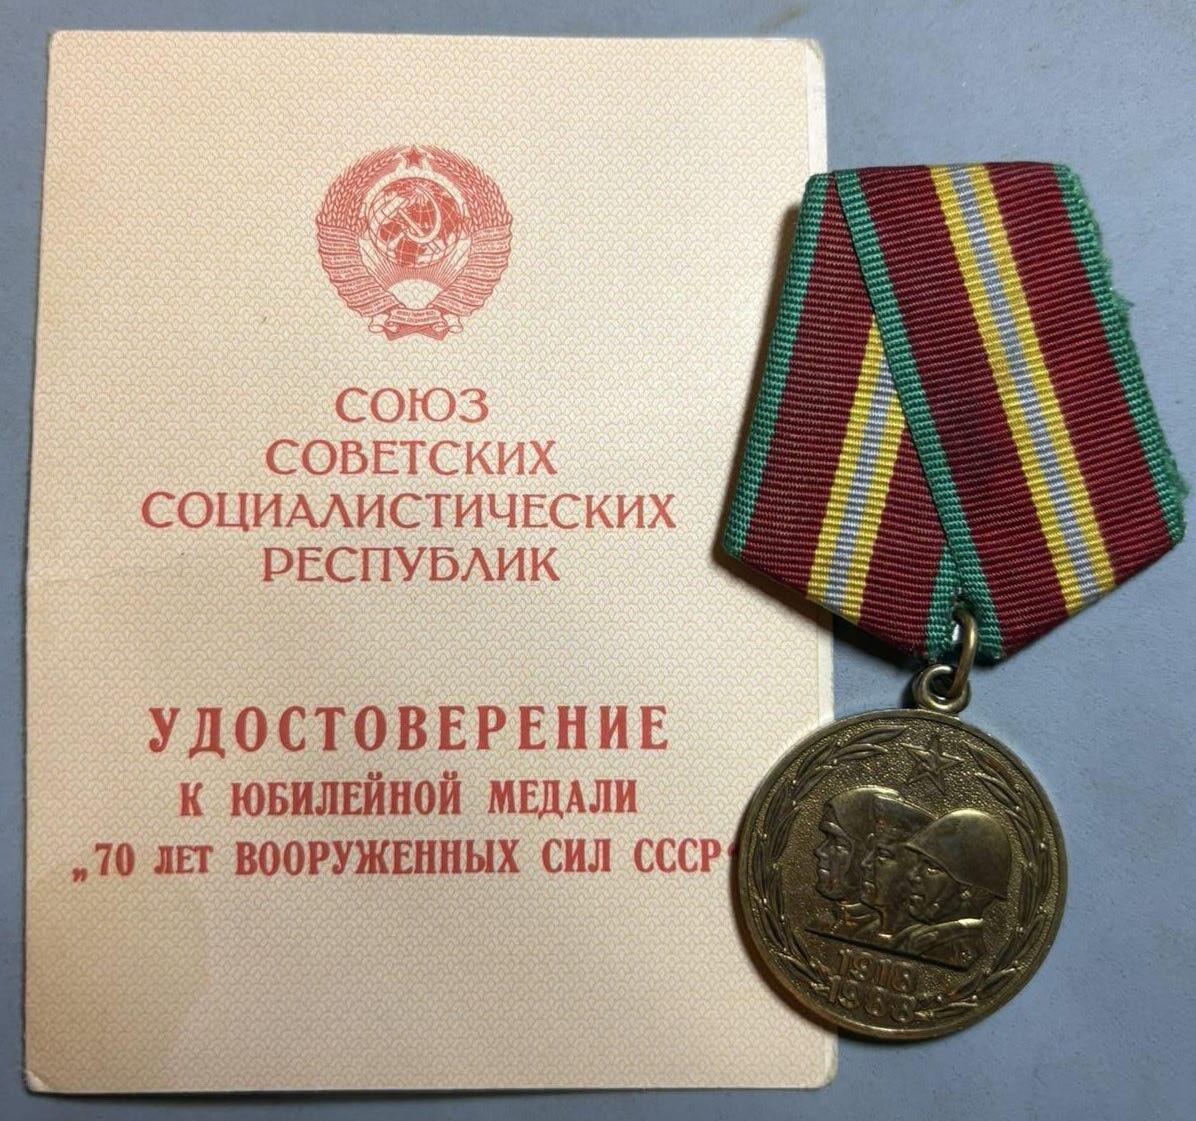 СОЮЗ
СОВЕТСКИХ
СОЦИАЛИСТИЧЕСКИХ
РЕСПУБЛИК
УДОСТОВЕРЕНИЕ
К ЮБИЛЕЙНОЙ МЕДАЛИ
„70 лет ВООРУЖЕННЫХ СИЛ СССР“
1918
1988